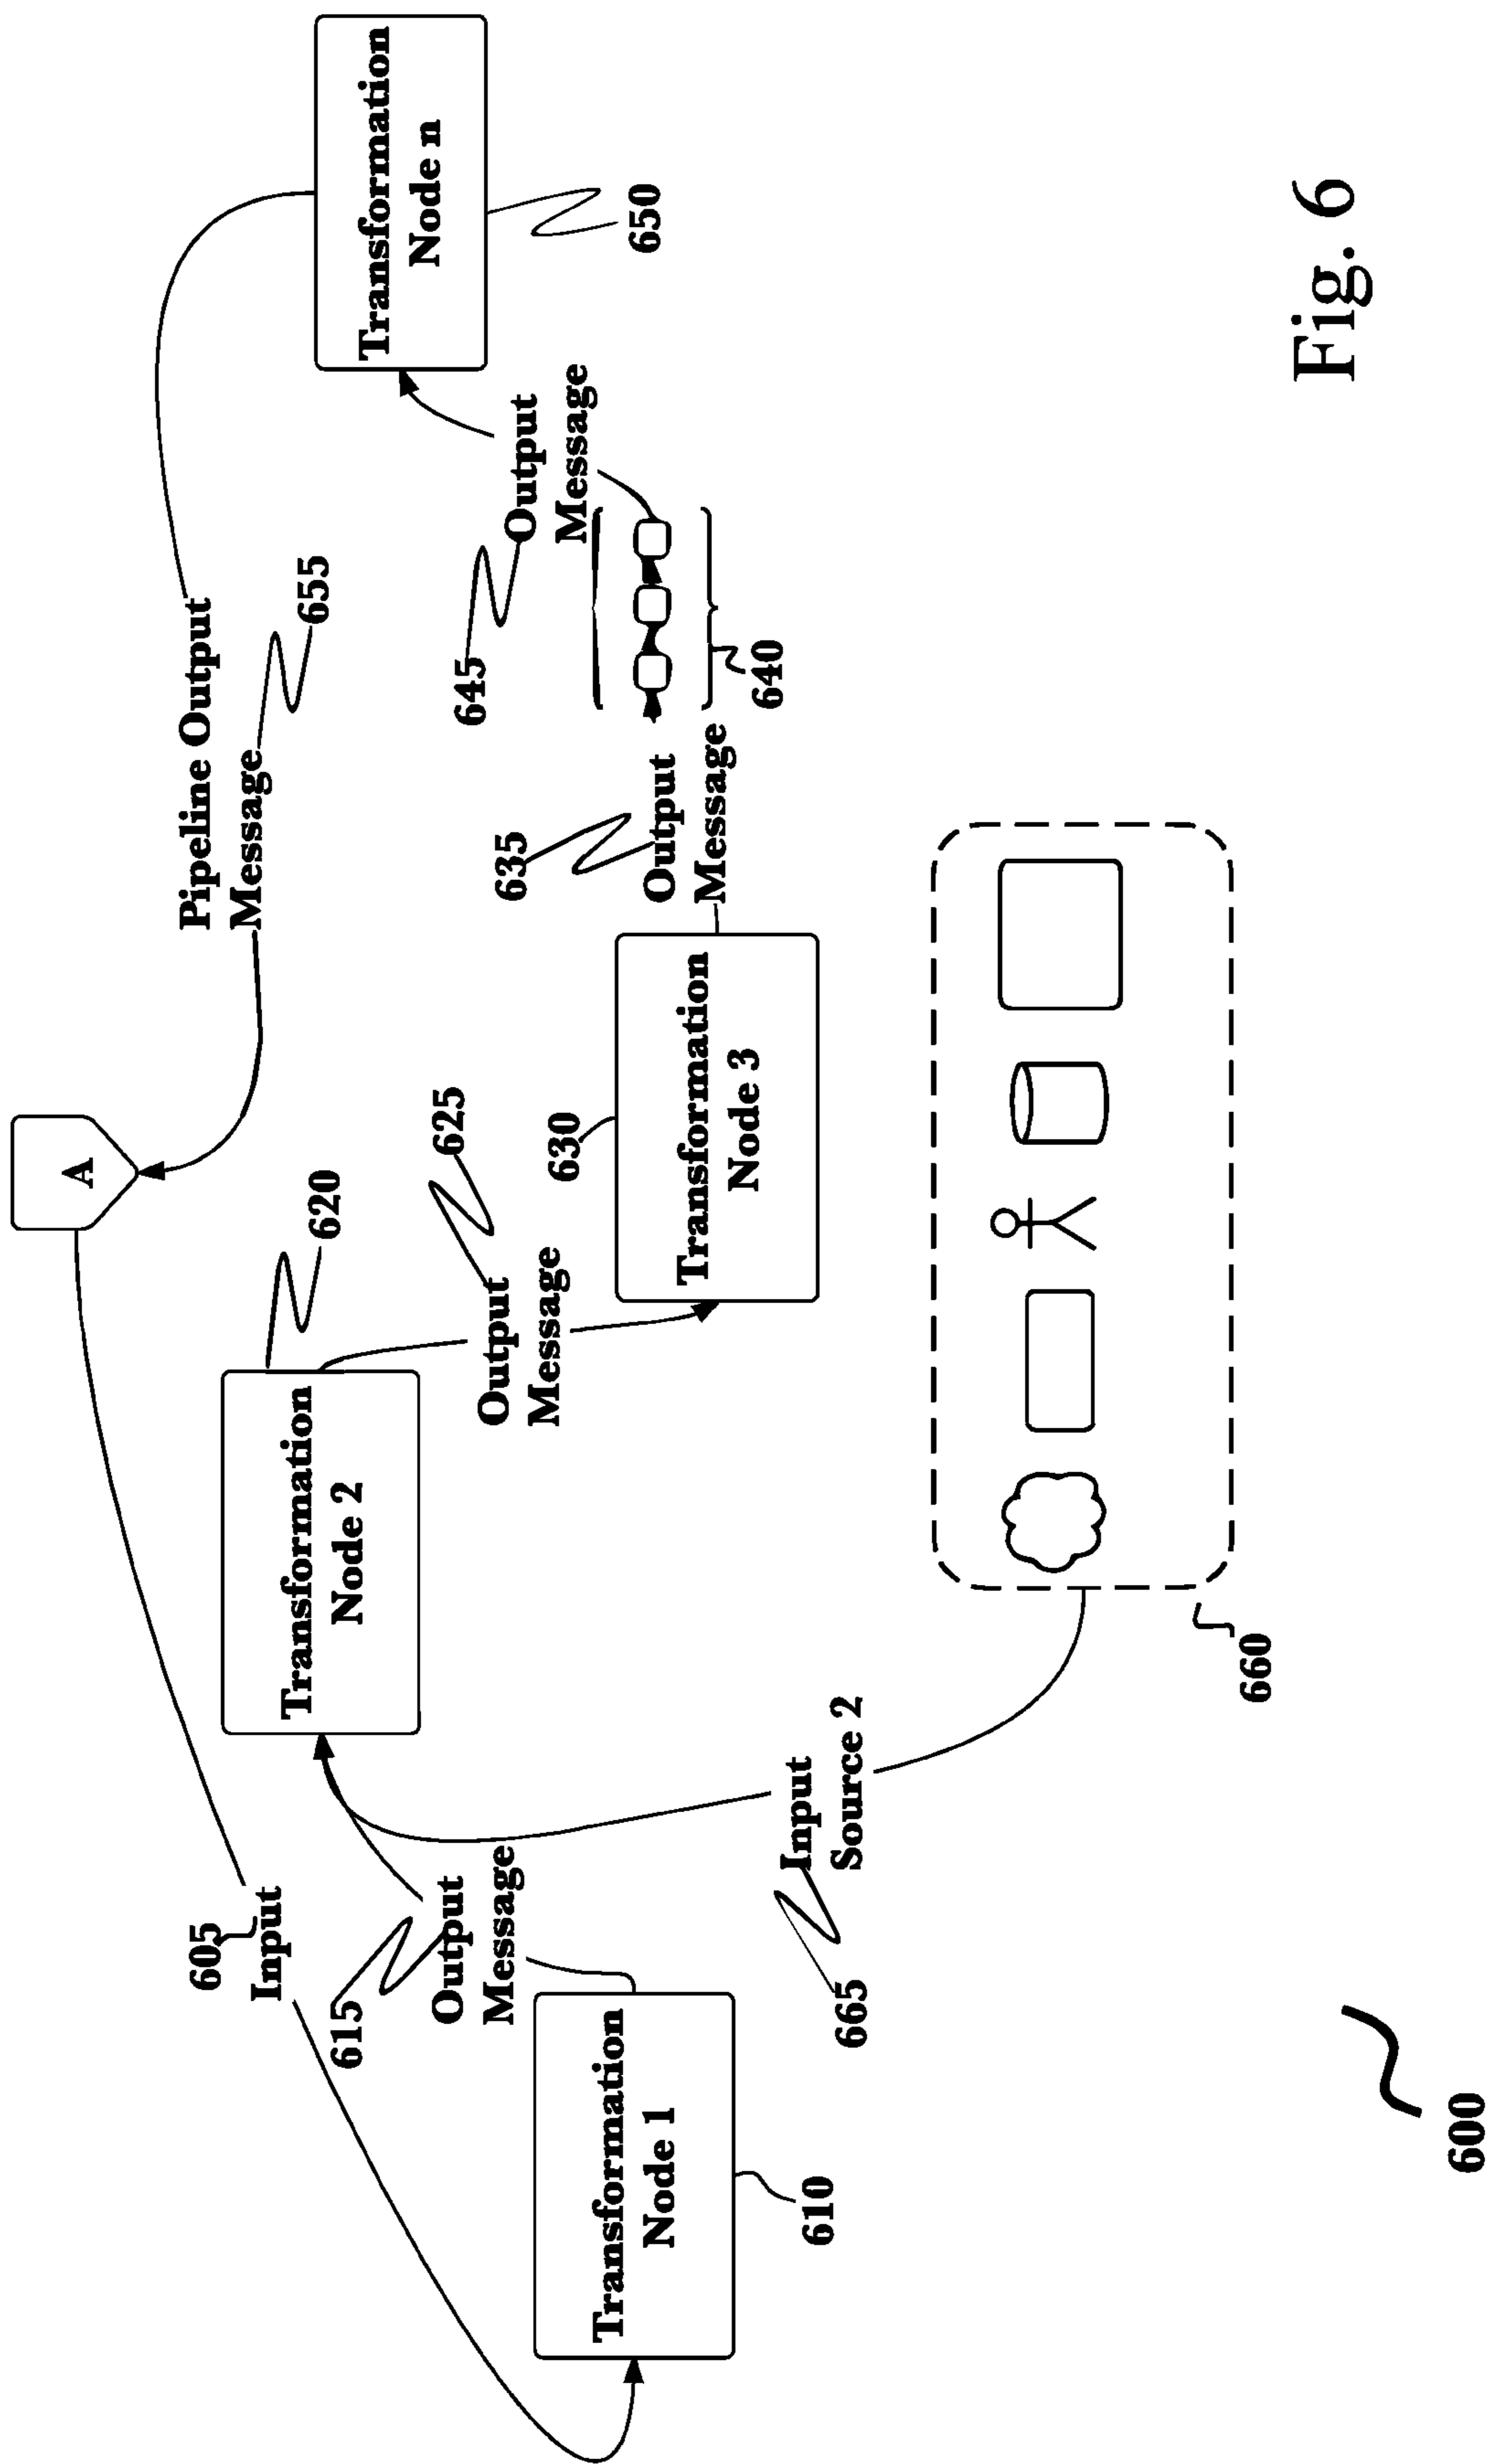 A
605
Input
Pipeline Output
Message
655
620
Transformation
Node 2
Transformation
Node n
650
615
Output
Message
625
Output
Message
645
Output
Message
Transformation
Node 1
610
630
Transformation
Node 3
635
Output
Message
640
665
Input
Source 2
660
600
Fig. 6